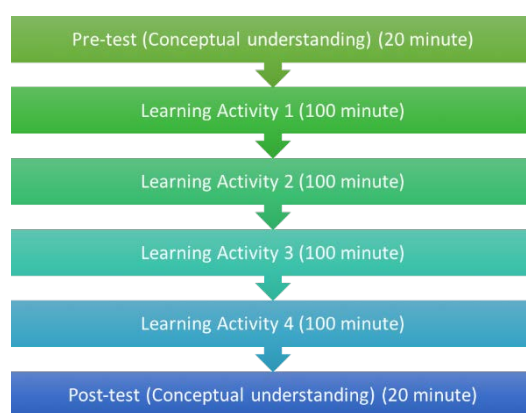 Pre-test (Conceptual understanding) (20 minute)
Learning Activity 1 (100 minute)
Learning Activity 2 (100 minute)
Learning Activity 3 (100 minute)
Learning Activity 4 (100 minute)
Post-test (Conceptual understanding) (20 minute)